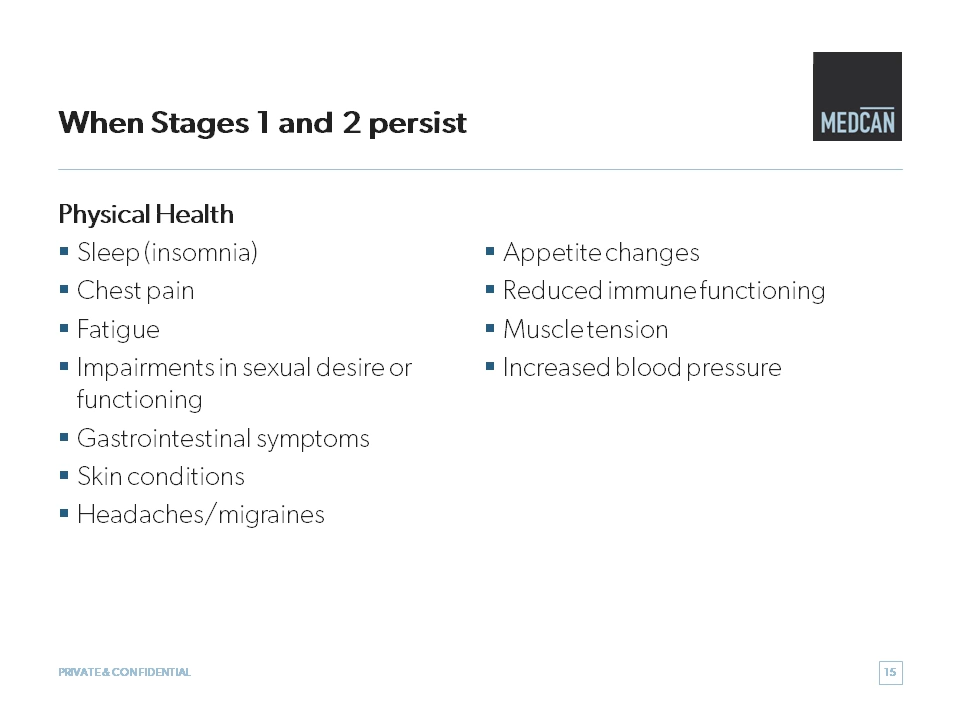 MEDCAN
When Stages 1 and 2 persist
Physical Health
▪ Sleep (insomnia)
▪ Chest pain
▪ Fatigue
▪ Impairments in sexual desire or
functioning
▪ Gastrointestinal symptoms
▪ Skin conditions
▪ Headaches/migraines
▪ Appetite changes
▪ Reduced immune functioning
▪ Muscle tension
▪ Increased blood pressure
PRIVATE & CONFIDENTIAL
15